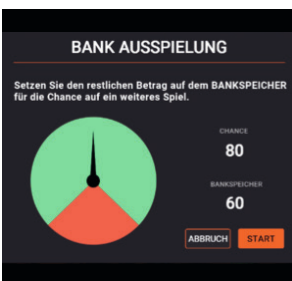 BANK AUSSPIELUNG
Setzen Sie den restlichen Betrag auf dem BANKSPEICHER
für die Chance auf ein weiteres Spiel.
CHANCE
80
BANKSPEICHER
60
ABBRUCH START